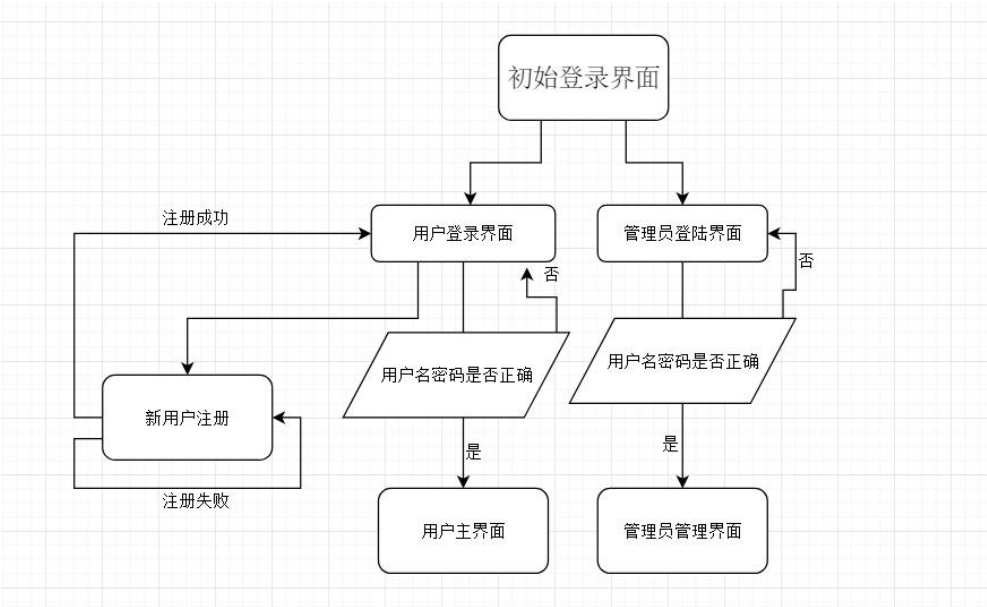 初始登录界面
注册成功
用户登录界面
管理员登陆界面
否
否
用户名密码是否正确
用户名密码是否正确
新用户注册
是
是
注册失败
用户主界面
管理员管理界面